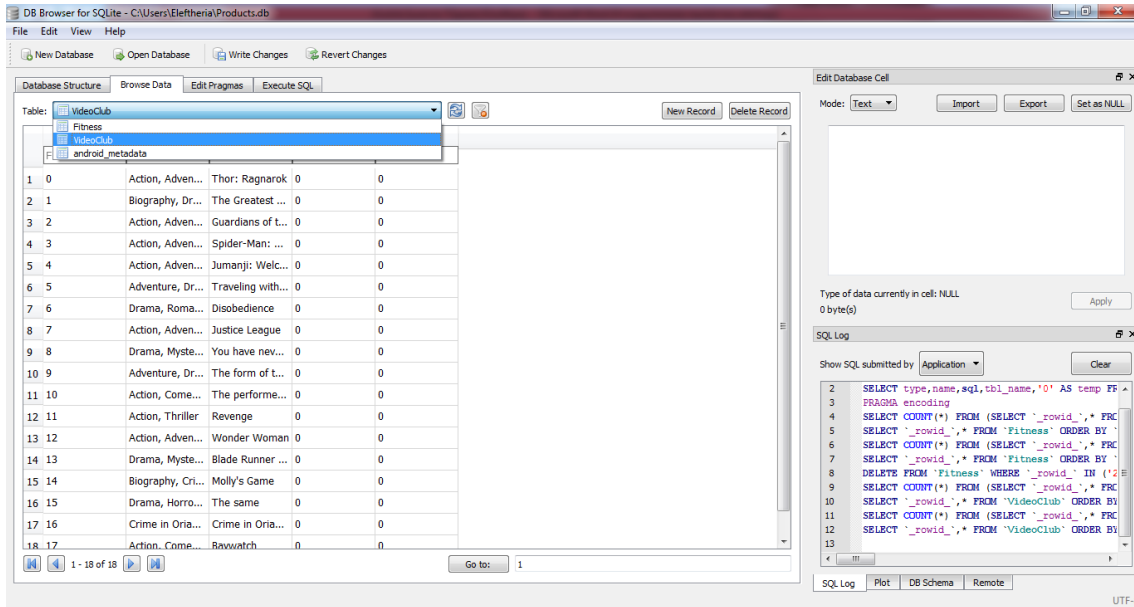 DB Browser for SQLite - C:\Users\Eleftheria\Products.db
File Edit View Help
New Database Open Database Write Changes Revert Changes
Database Structure Browse Data Edit Pragmas Execute SQL
Table: VideoClub New Record Delete Record
Fitness
VideoClub
android_metadata
F
1 0 Action, Adven... Thor: Ragnarok 0 0
2 1 Biography, Dr... The Greatest ... 0 0
3 2 Action, Adven... Guardians of t... 0 0
4 3 Action, Adven... Spider-Man: ... 0 0
5 4 Action, Adven... Jumanji: Welc... 0 0
6 5 Adventure, Dr... Traveling with... 0 0
7 6 Drama, Roma... Disobedience 0 0
8 7 Action, Adven... Justice League 0 0
9 8 Drama, Myste... You have nev... 0 0
10 9 Adventure, Dr... The form of t... 0 0
11 10 Action, Come... The performe... 0 0
12 11 Action, Thriller Revenge 0 0
13 12 Action, Adven... Wonder Woman 0 0
14 13 Drama, Myste... Blade Runner ... 0 0
15 14 Biography, Cri... Molly's Game 0 0
16 15 Drama, Horro... The same 0 0
17 16 Crime in Oria... Crime in Oria... 0 0
18 17 Action, Come... Baywatch 0 0
1 - 18 of 18 Go to: 1
Edit Database Cell
Mode: Text Import Export Set as NULL
Type of data currently in cell: NULL
0 byte(s)
Apply
SQL Log
Show SQL submitted by Application Clear
2 SELECT type,name,sql,tbl_name,'0' AS temp FR
3 PRAGMA encoding
4 SELECT COUNT(*) FROM (SELECT `_rowid_`,* FRO
5 SELECT `_rowid_`,* FROM `Fitness` ORDER BY `
6 SELECT COUNT(*) FROM (SELECT `_rowid_`,* FRO
7 SELECT `_rowid_`,* FROM `Fitness` ORDER BY `
8 DELETE FROM `Fitness` WHERE `_rowid_` IN ('2
9 SELECT COUNT(*) FROM (SELECT `_rowid_`,* FRO
10 SELECT `_rowid_`,* FROM `VideoClub` ORDER BY
11 SELECT COUNT(*) FROM (SELECT `_rowid_`,* FRO
12 SELECT `_rowid_`,* FROM `VideoClub` ORDER BY
13
SQL Log Plot DB Schema Remote
UTF-